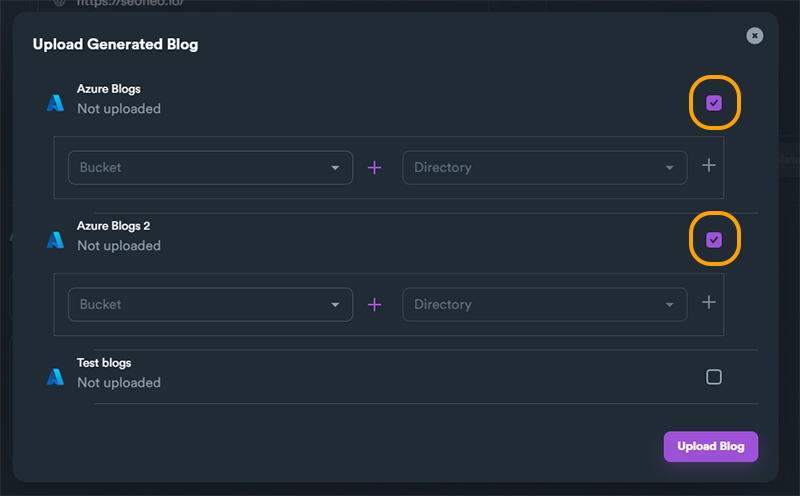 https://seoneo.io/
Upload Generated Blog
Azure Blogs
Not uploaded
Bucket
Directory
Azure Blogs 2
Not uploaded
Bucket
Directory
Test blogs
Not uploaded
Upload Blog